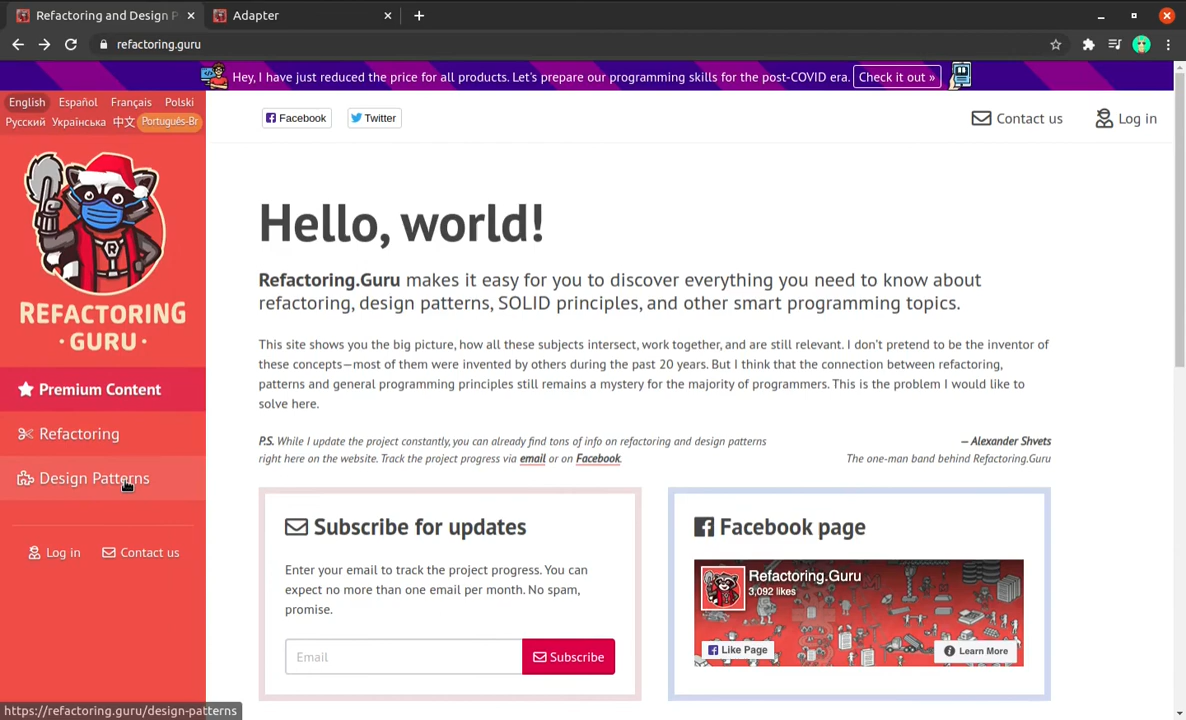 Refactoring and Design P
Adapter
refactoring.guru
Hey, I have just reduced the price for all products. Let's prepare our programming skills for the post-COVID era. Check it out »
English Español Français Polski
Русский Українська 中文 Português-Br
Facebook Twitter Contact us Log in
R
REFACTORING
· GURU ·
Premium Content
Refactoring
Design Patterns
Log in Contact us
Hello, world!
Refactoring.Guru makes it easy for you to discover everything you need to know about
refactoring, design patterns, SOLID principles, and other smart programming topics.
This site shows you the big picture, how all these subjects intersect, work together, and are still relevant. I don't pretend to be the inventor of
these concepts—most of them were invented by others during the past 20 years. But I think that the connection between refactoring,
patterns and general programming principles still remains a mystery for the majority of programmers. This is the problem I would like to
solve here.
P.S. While I update the project constantly, you can already find tons of info on refactoring and design patterns
right here on the website. Track the project progress via email or on Facebook.
— Alexander Shvets
The one-man band behind Refactoring.Guru
Subscribe for updates
Enter your email to track the project progress. You can
expect no more than one email per month. No spam,
promise.
Email Subscribe
Facebook page
Refactoring.Guru
3,092 likes
Like Page Learn More
https://refactoring.guru/design-patterns